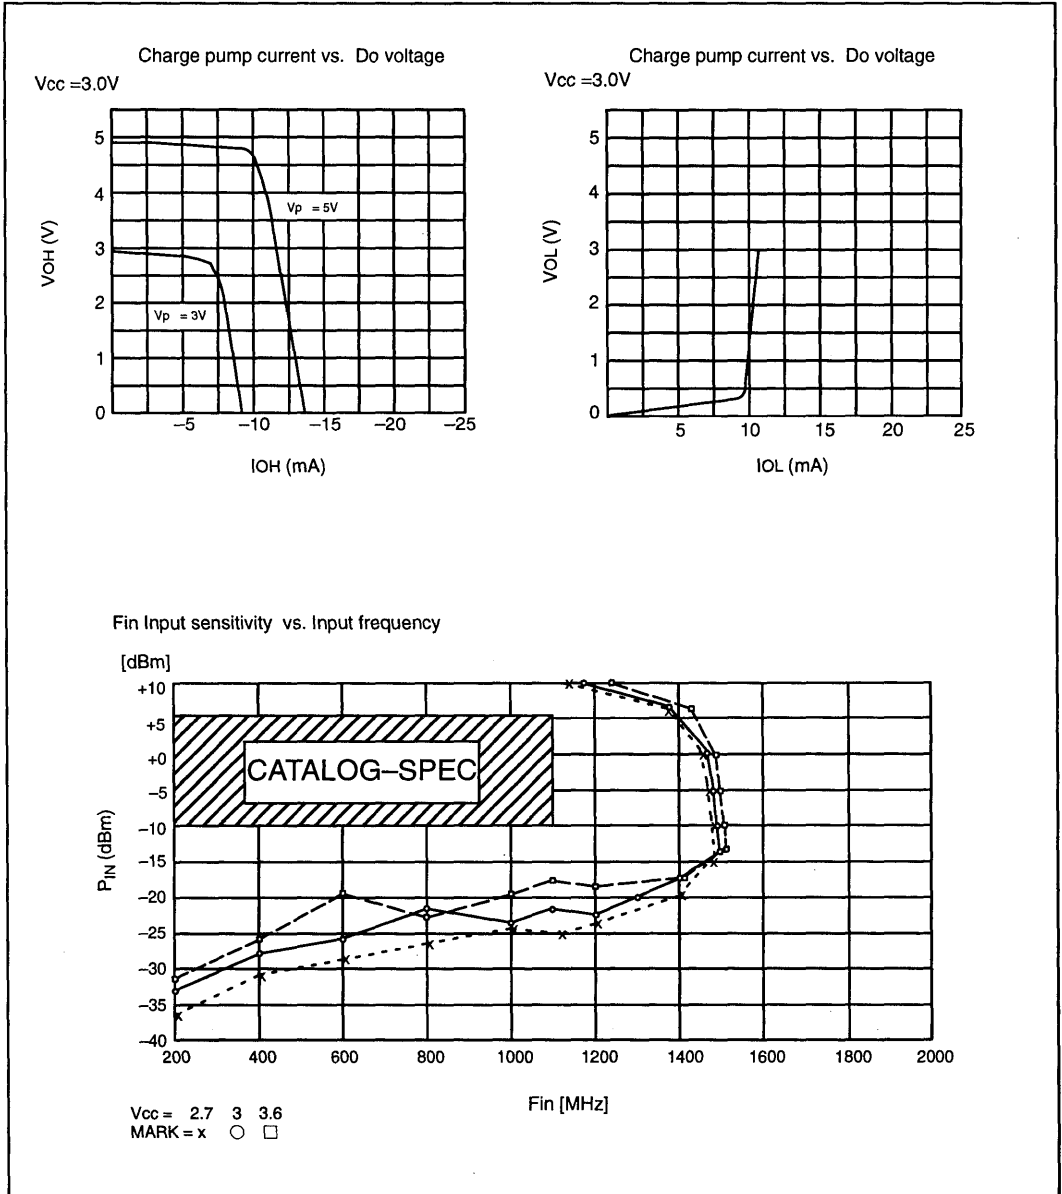 Charge pump current vs. Do voltage
Vcc =3.0V
5
4
3
2
1
0
VOH (V)
Vp = 5V
Vp = 3V
–5 –10 –15 –20 –25
IOH (mA)
Charge pump current vs. Do voltage
Vcc =3.0V
5
4
3
2
1
0
VOL (V)
5 10 15 20 25
IOL (mA)
Fin Input sensitivity vs. Input frequency
[dBm]
+10
+5
+0
–5
–10
–15
–20
–25
–30
–35
–40
PIN (dBm)
CATALOG–SPEC
200 400 600 800 1000 1200 1400 1600 1800 2000
Fin [MHz]
Vcc = 2.7 3 3.6
MARK = x ○ □